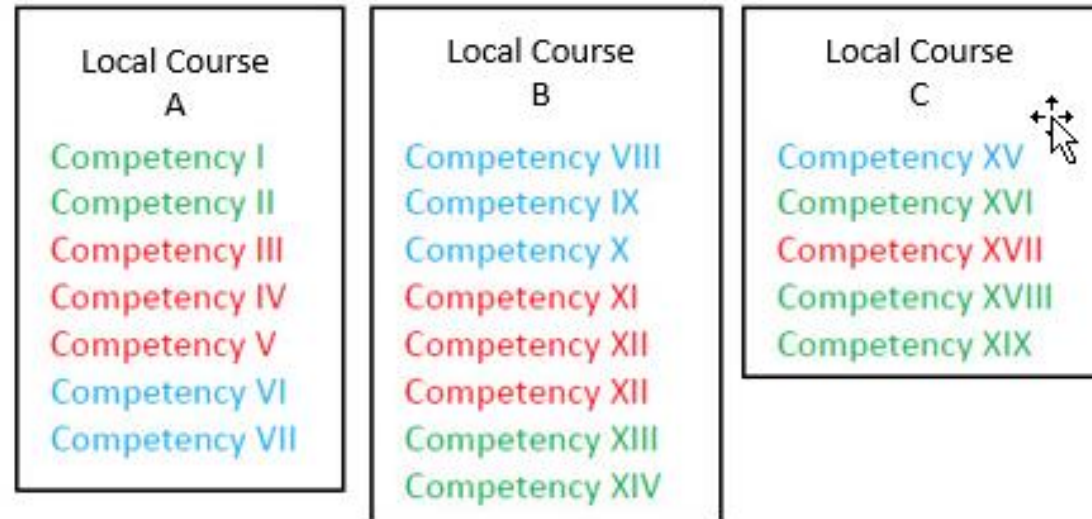 Local Course
A
Competency I
Competency II
Competency III
Competency IV
Competency V
Competency VI
Competency VII
Local Course
B
Competency VIII
Competency IX
Competency X
Competency XI
Competency XII
Competency XII
Competency XIII
Competency XIV
Local Course
C
Competency XV
Competency XVI
Competency XVII
Competency XVIII
Competency XIX